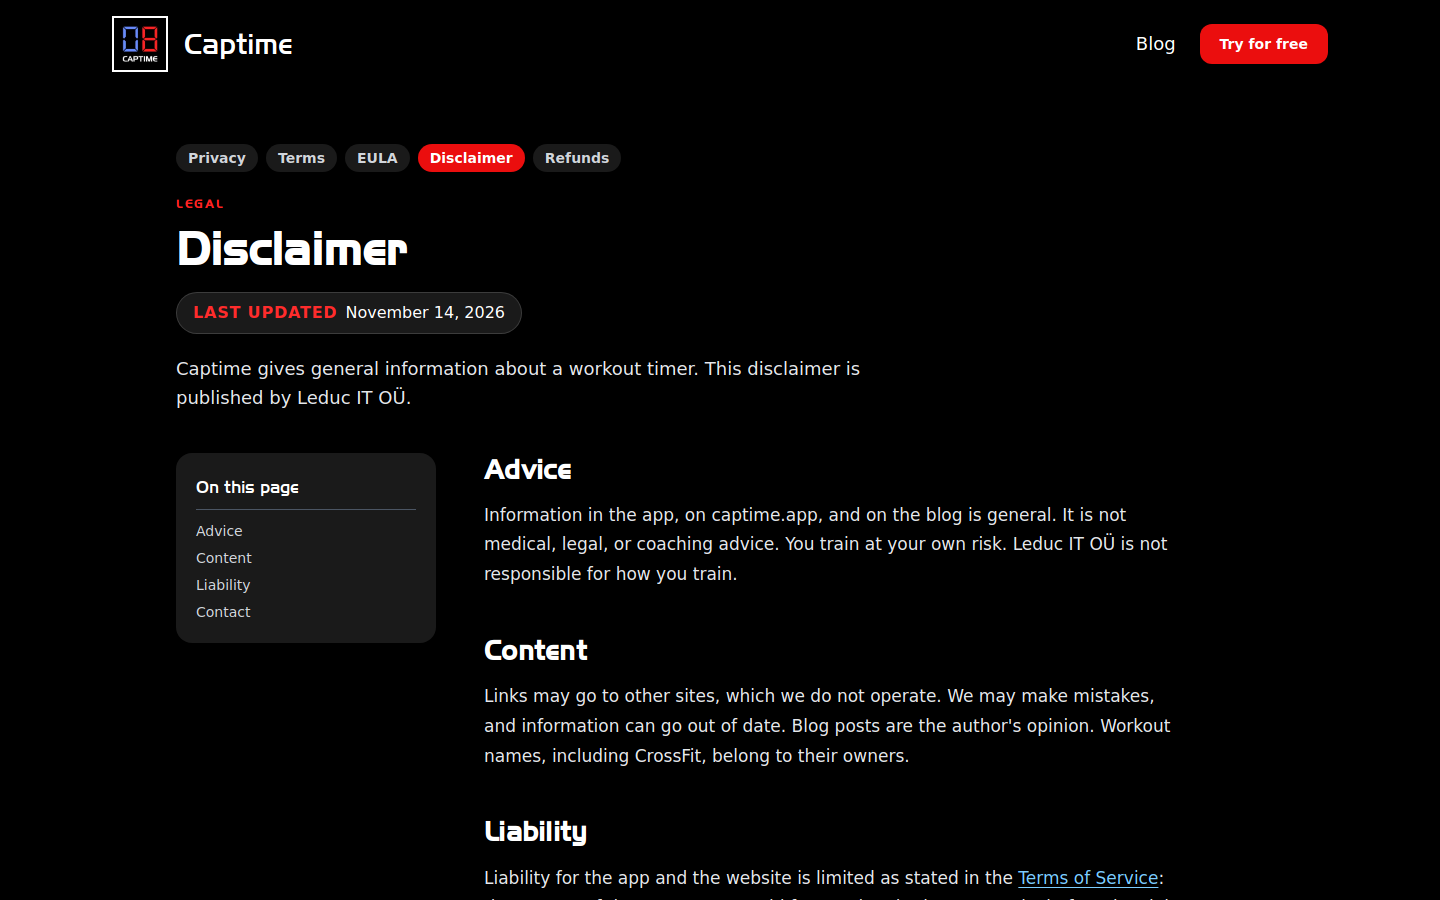 08
CAPTIME
Captime
Blog
Try for free
Privacy
Terms
EULA
Disclaimer
Refunds
LEGAL
Disclaimer
LAST UPDATED November 14, 2026
Captime gives general information about a workout timer. This disclaimer is
published by Leduc IT OÜ.
On this page
Advice
Content
Liability
Contact
Advice
Information in the app, on captime.app, and on the blog is general. It is not
medical, legal, or coaching advice. You train at your own risk. Leduc IT OÜ is not
responsible for how you train.
Content
Links may go to other sites, which we do not operate. We may make mistakes,
and information can go out of date. Blog posts are the author's opinion. Workout
names, including CrossFit, belong to their owners.
Liability
Liability for the app and the website is limited as stated in the Terms of Service: